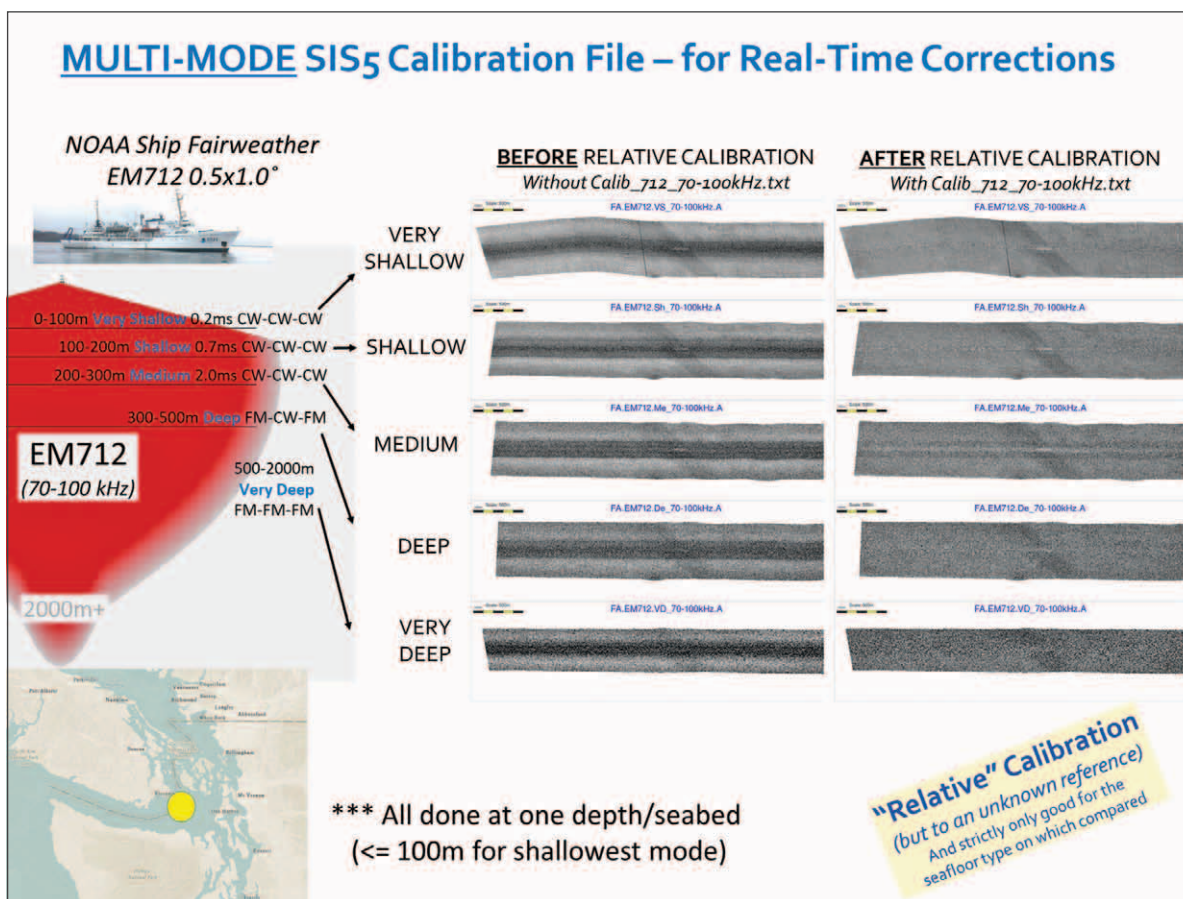 MULTI-MODE SIS5 Calibration File – for Real-Time Corrections
NOAA Ship Fairweather
EM712 0.5x1.0°
0-100m Very Shallow 0.2ms CW-CW-CW
100-200m Shallow 0.7ms CW-CW-CW
200-300m Medium 2.0ms CW-CW-CW
300-500m Deep FM-CW-FM
EM712
(70-100 kHz)
500-2000m
Very Deep
FM-FM-FM
2000m+
VERY
SHALLOW
SHALLOW
MEDIUM
DEEP
VERY
DEEP
BEFORE RELATIVE CALIBRATION
Without Calib_712_70-100kHz.txt
FA.EM712.VS_70-100kHz.A
FA.EM712.Sh_70-100kHz.A
FA.EM712.Me_70-100kHz.A
FA.EM712.De_70-100kHz.A
FA.EM712.VD_70-100kHz.A
AFTER RELATIVE CALIBRATION
With Calib_712_70-100kHz.txt
FA.EM712.VS_70-100kHz.A
FA.EM712.Sh_70-100kHz.A
FA.EM712.Me_70-100kHz.A
FA.EM712.De_70-100kHz.A
FA.EM712.VD_70-100kHz.A
*** All done at one depth/seabed
(<= 100m for shallowest mode)
"Relative" Calibration
(but to an unknown reference)
And strictly only good for the
seafloor type on which compared